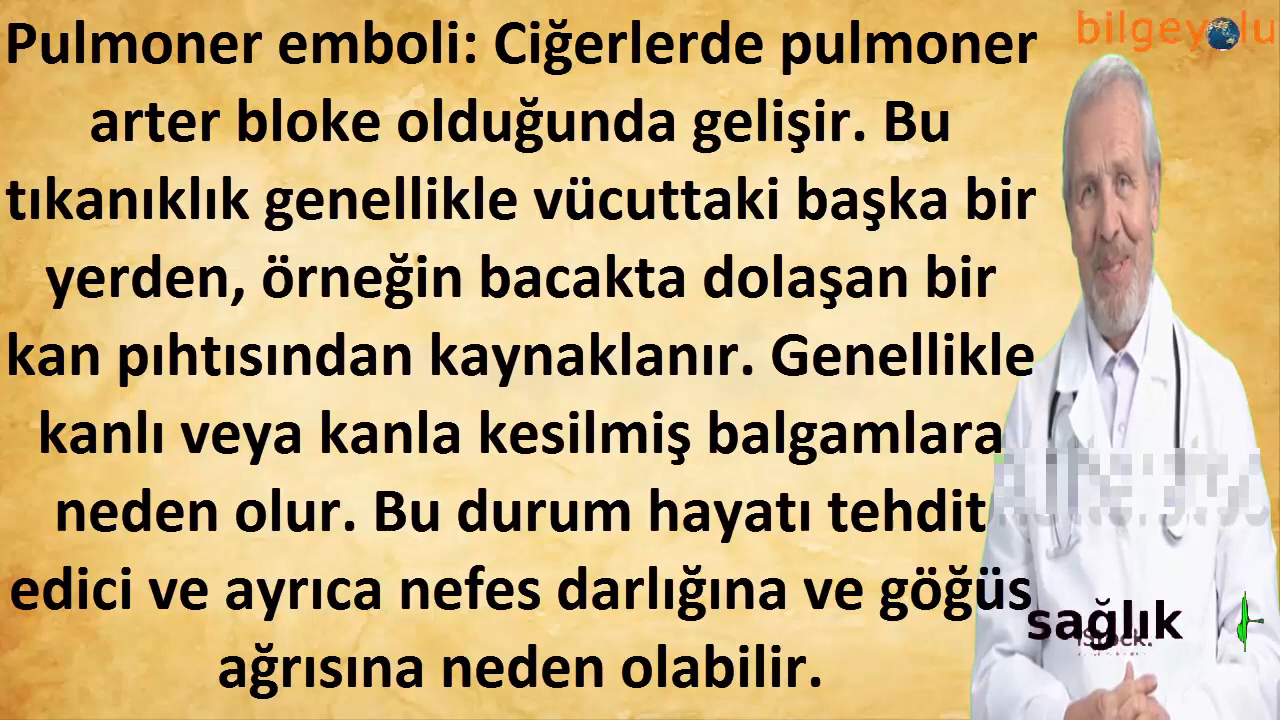 Pulmoner emboli: Ciğerlerde pulmoner
arter bloke olduğunda gelişir. Bu
tıkanıklık genellikle vücuttaki başka bir
yerden, örneğin bacakta dolaşan bir
kan pıhtısından kaynaklanır. Genellikle
kanlı veya kanla kesilmiş balgamlara
neden olur. Bu durum hayatı tehdit
edici ve ayrıca nefes darlığına ve göğüs
ağrısına neden olabilir.
bilgeyolu
sağlık
iStock.